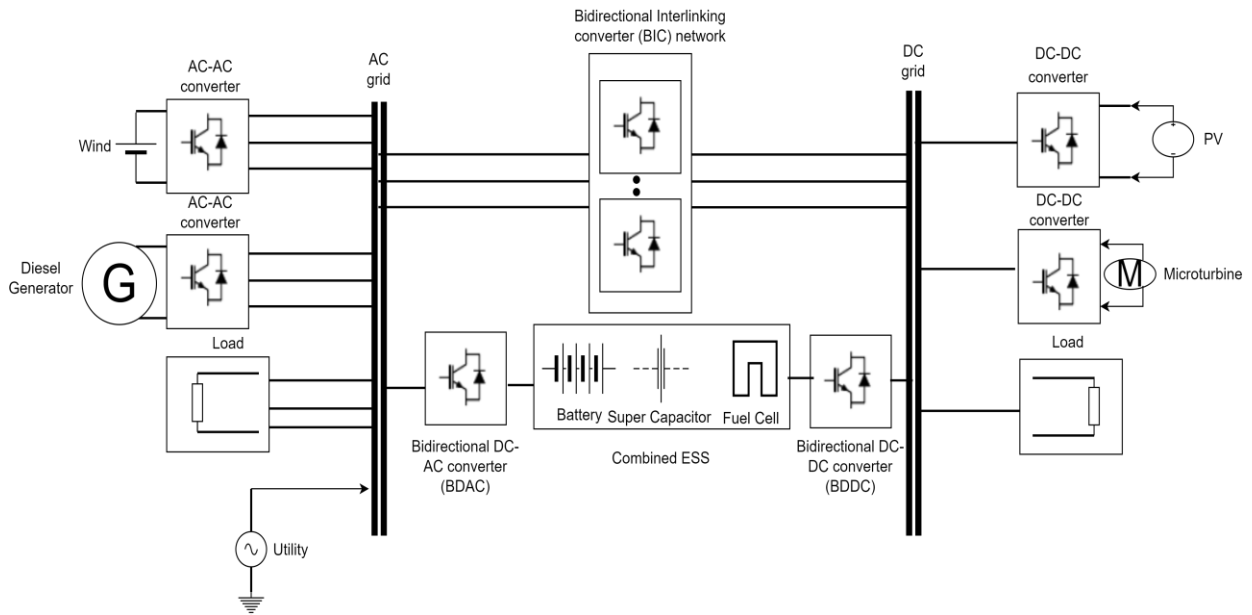 Bidirectional Interlinking
converter (BIC) network
AC
grid
DC
grid
AC-AC
converter
DC-DC
converter
Wind
PV
+
-
AC-AC
converter
DC-DC
converter
Diesel
Generator
G
M
Microturbine
Load
Load
Battery
Super Capacitor
Fuel Cell
Bidirectional DC-
AC converter
(BDAC)
Combined ESS
Bidirectional DC-
DC converter
(BDDC)
Utility